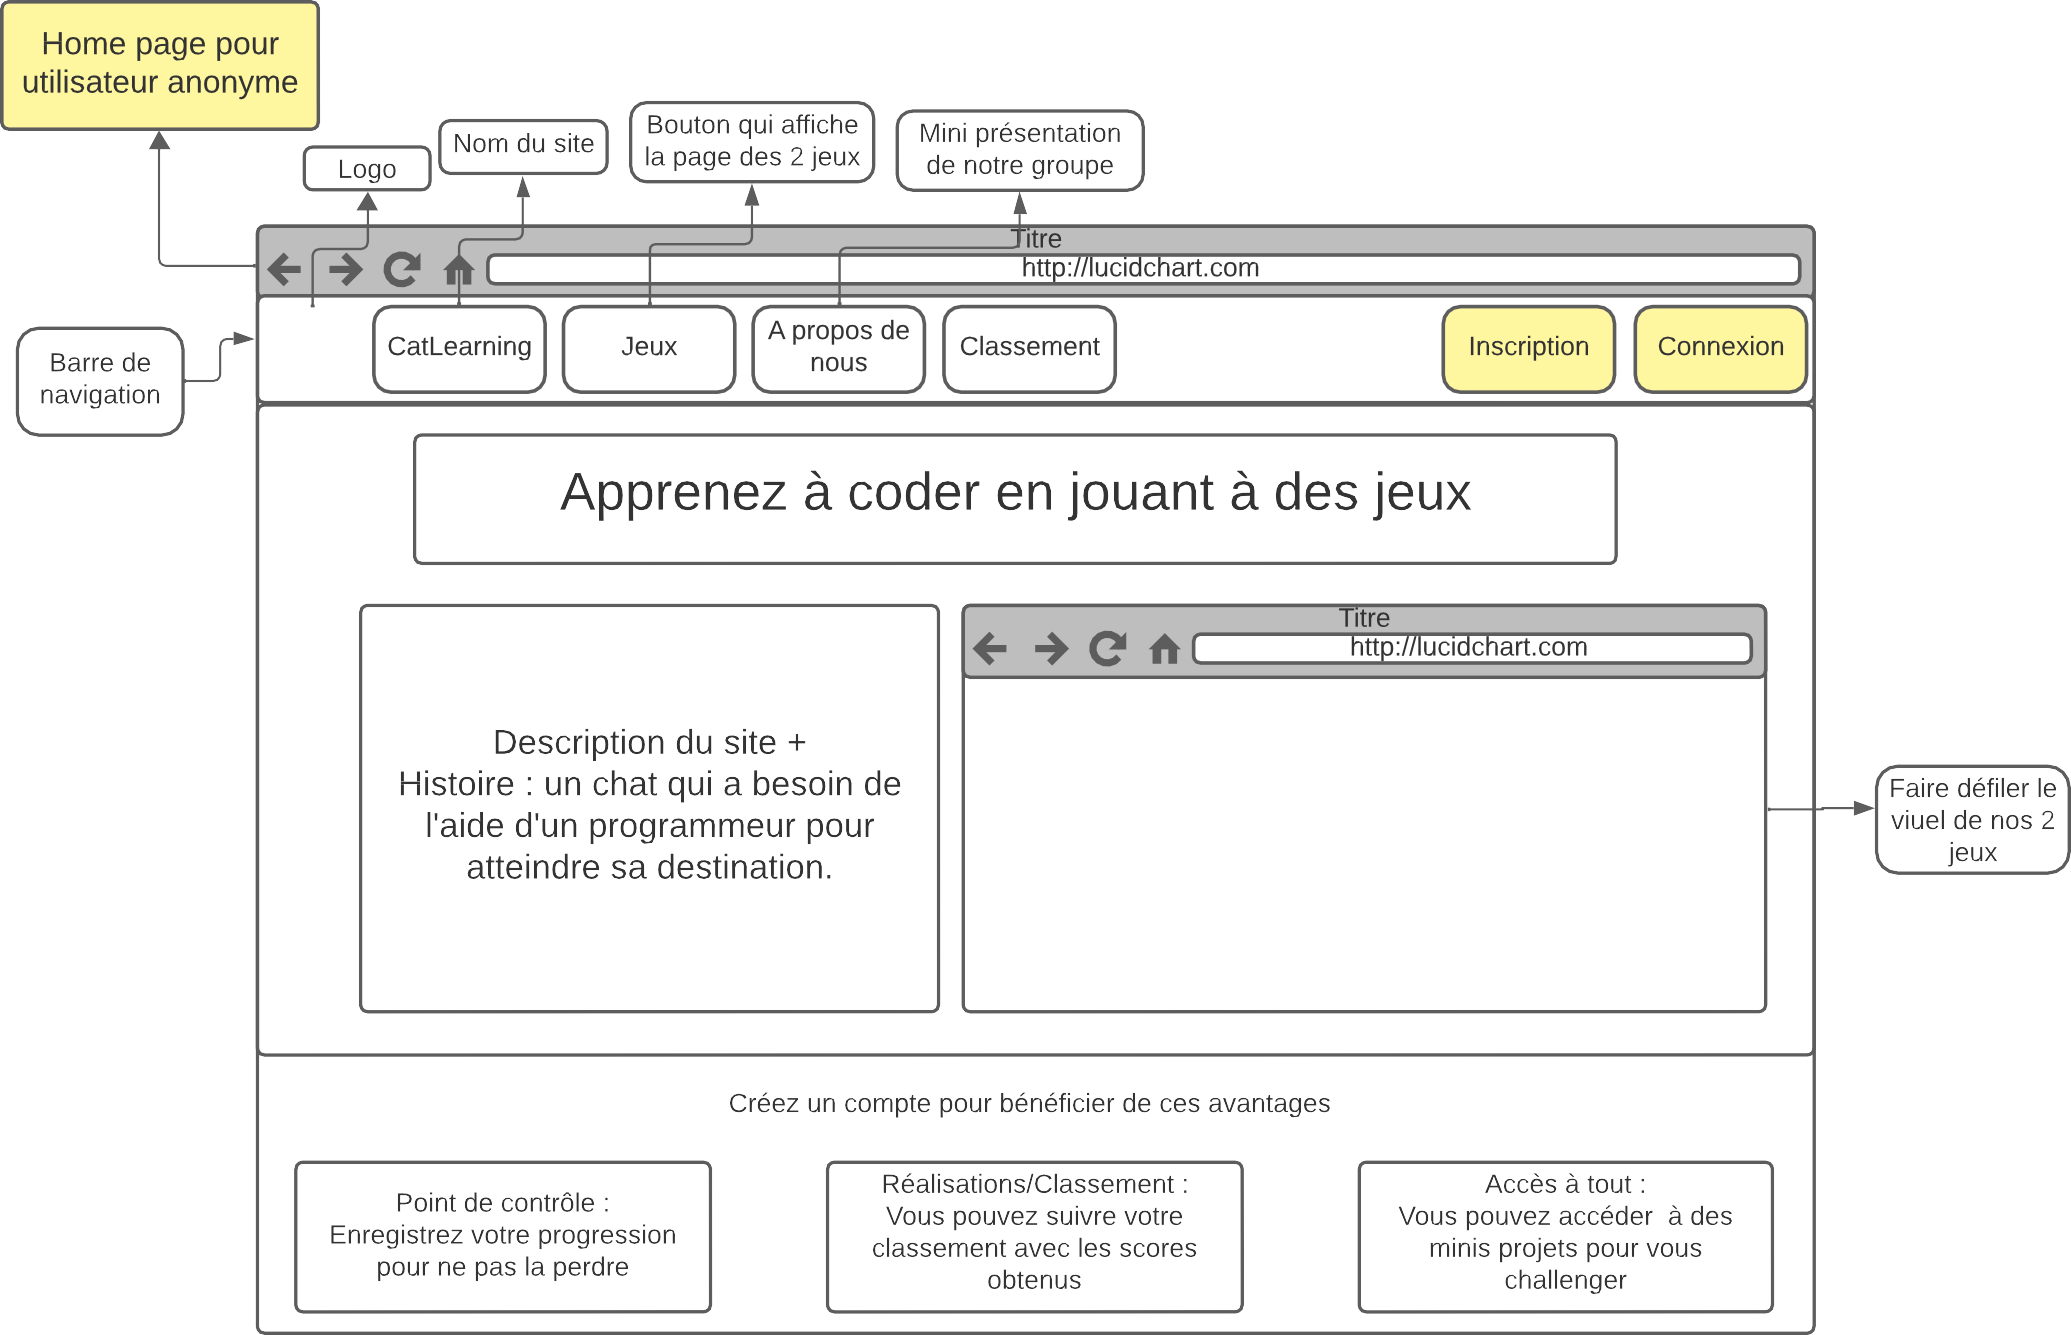 Home page pour
utilisateur anonyme
Logo
Nom du site
Bouton qui affiche
la page des 2 jeux
Mini présentation
de notre groupe
Titre
http://lucidchart.com
Barre de
navigation
CatLearning
Jeux
A propos de
nous
Classement
Inscription
Connexion
Apprenez à coder en jouant à des jeux
Description du site +
Histoire : un chat qui a besoin de
l'aide d'un programmeur pour
atteindre sa destination.
Titre
http://lucidchart.com
Faire défiler le
viuel de nos 2
jeux
Créez un compte pour bénéficier de ces avantages
Point de contrôle :
Enregistrez votre progression
pour ne pas la perdre
Réalisations/Classement :
Vous pouvez suivre votre
classement avec les scores
obtenus
Accès à tout :
Vous pouvez accéder  à des
minis projets pour vous
challenger